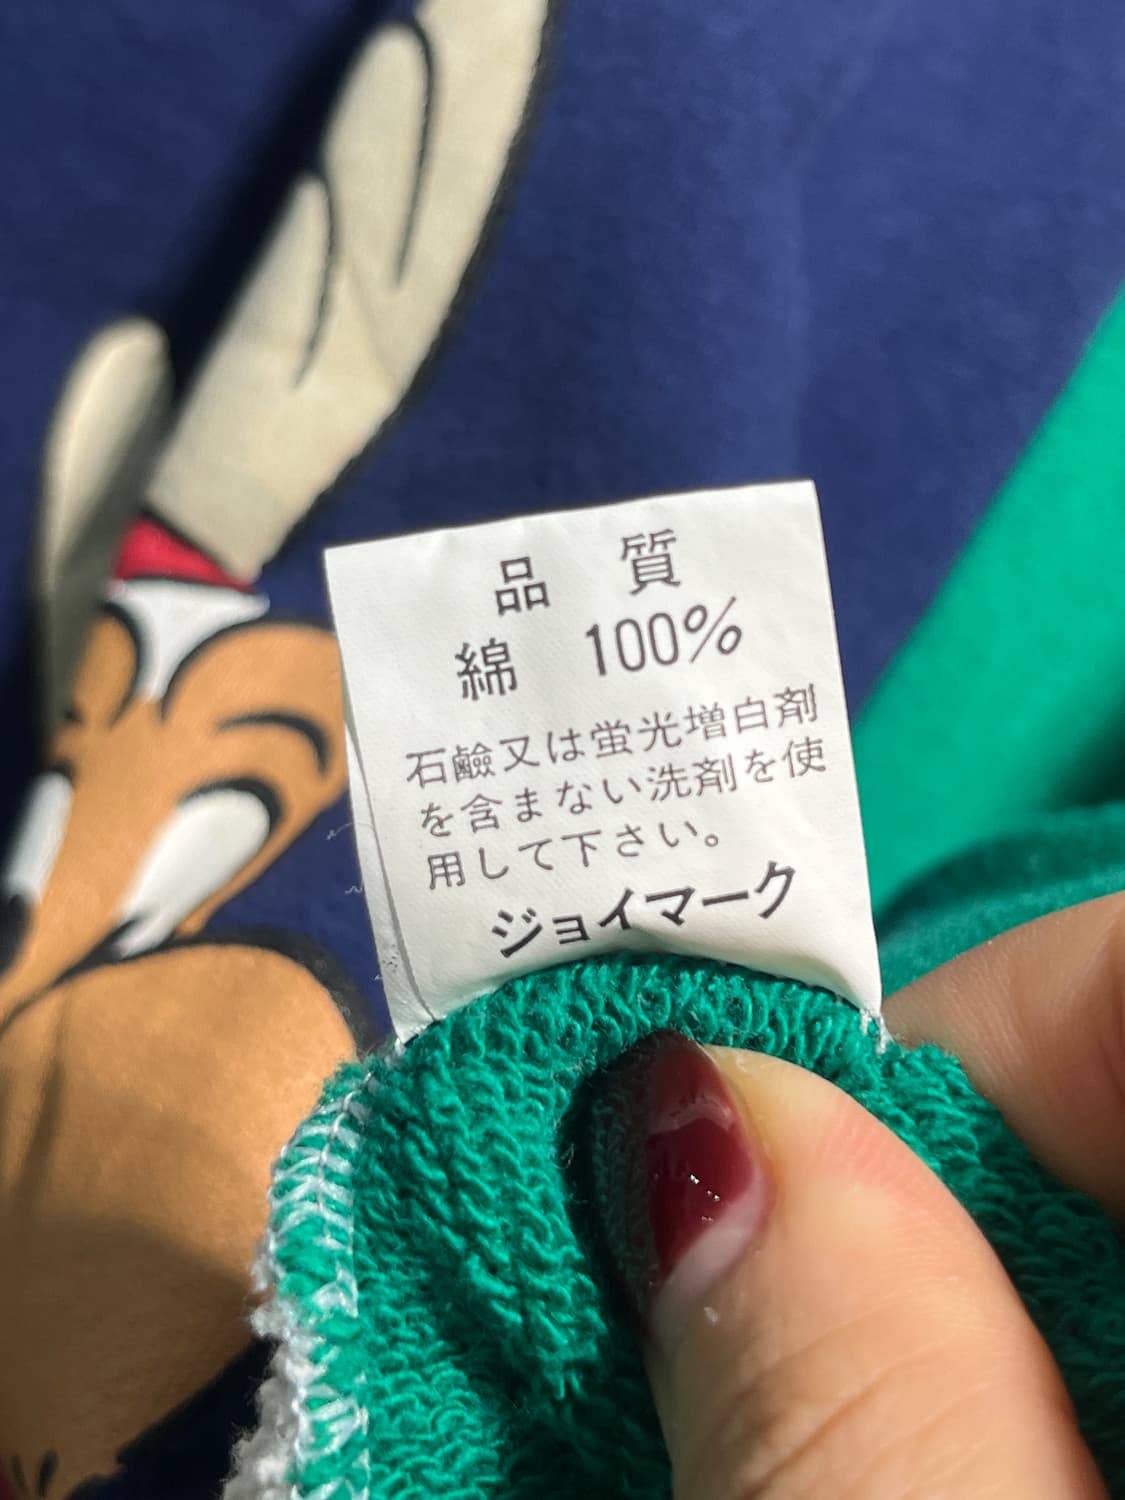 品　質
綿　100%
石鹸又は蛍光増白剤
を含まない洗剤を使
用して下さい。
ジョイマーク